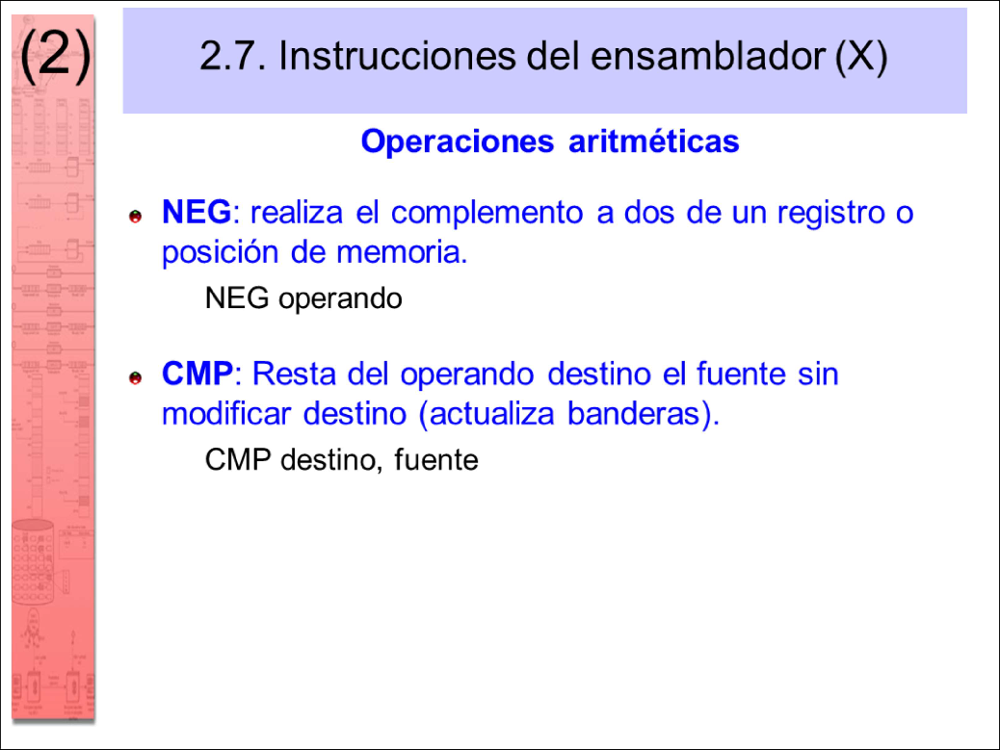 (2)
2.7. Instrucciones del ensamblador (X)
Operaciones aritméticas
NEG: realiza el complemento a dos de un registro o
posición de memoria.
NEG operando
CMP: Resta del operando destino el fuente sin
modificar destino (actualiza banderas).
CMP destino, fuente